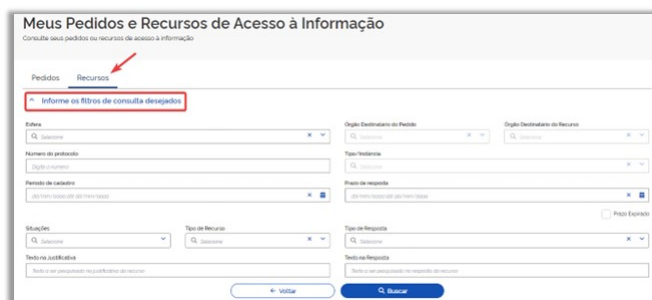 Meus Pedidos e Recursos de Acesso à Informação
Consulte seus pedidos ou recursos de acesso à informação
Pedidos Recursos
Informe os filtros de consulta desejados
Esfera Órgão Destinatário do Pedido Órgão Destinatário do Recurso
Selecione Selecione Selecione
Número do protocolo Tipo/Instância
Digite o número Selecione
Período de cadastro Prazo da resposta
dd/mm/aaaa até dd/mm/aaaa dd/mm/aaaa até dd/mm/aaaa
Prazo Expirado
Situações Tipo de Recurso Tipo de Resposta
Selecione Selecione Selecione
Texto na Justificativa Texto na Resposta
Texto a ser pesquisado na justificativa do recurso Texto a ser pesquisado na resposta do recurso
Voltar Buscar